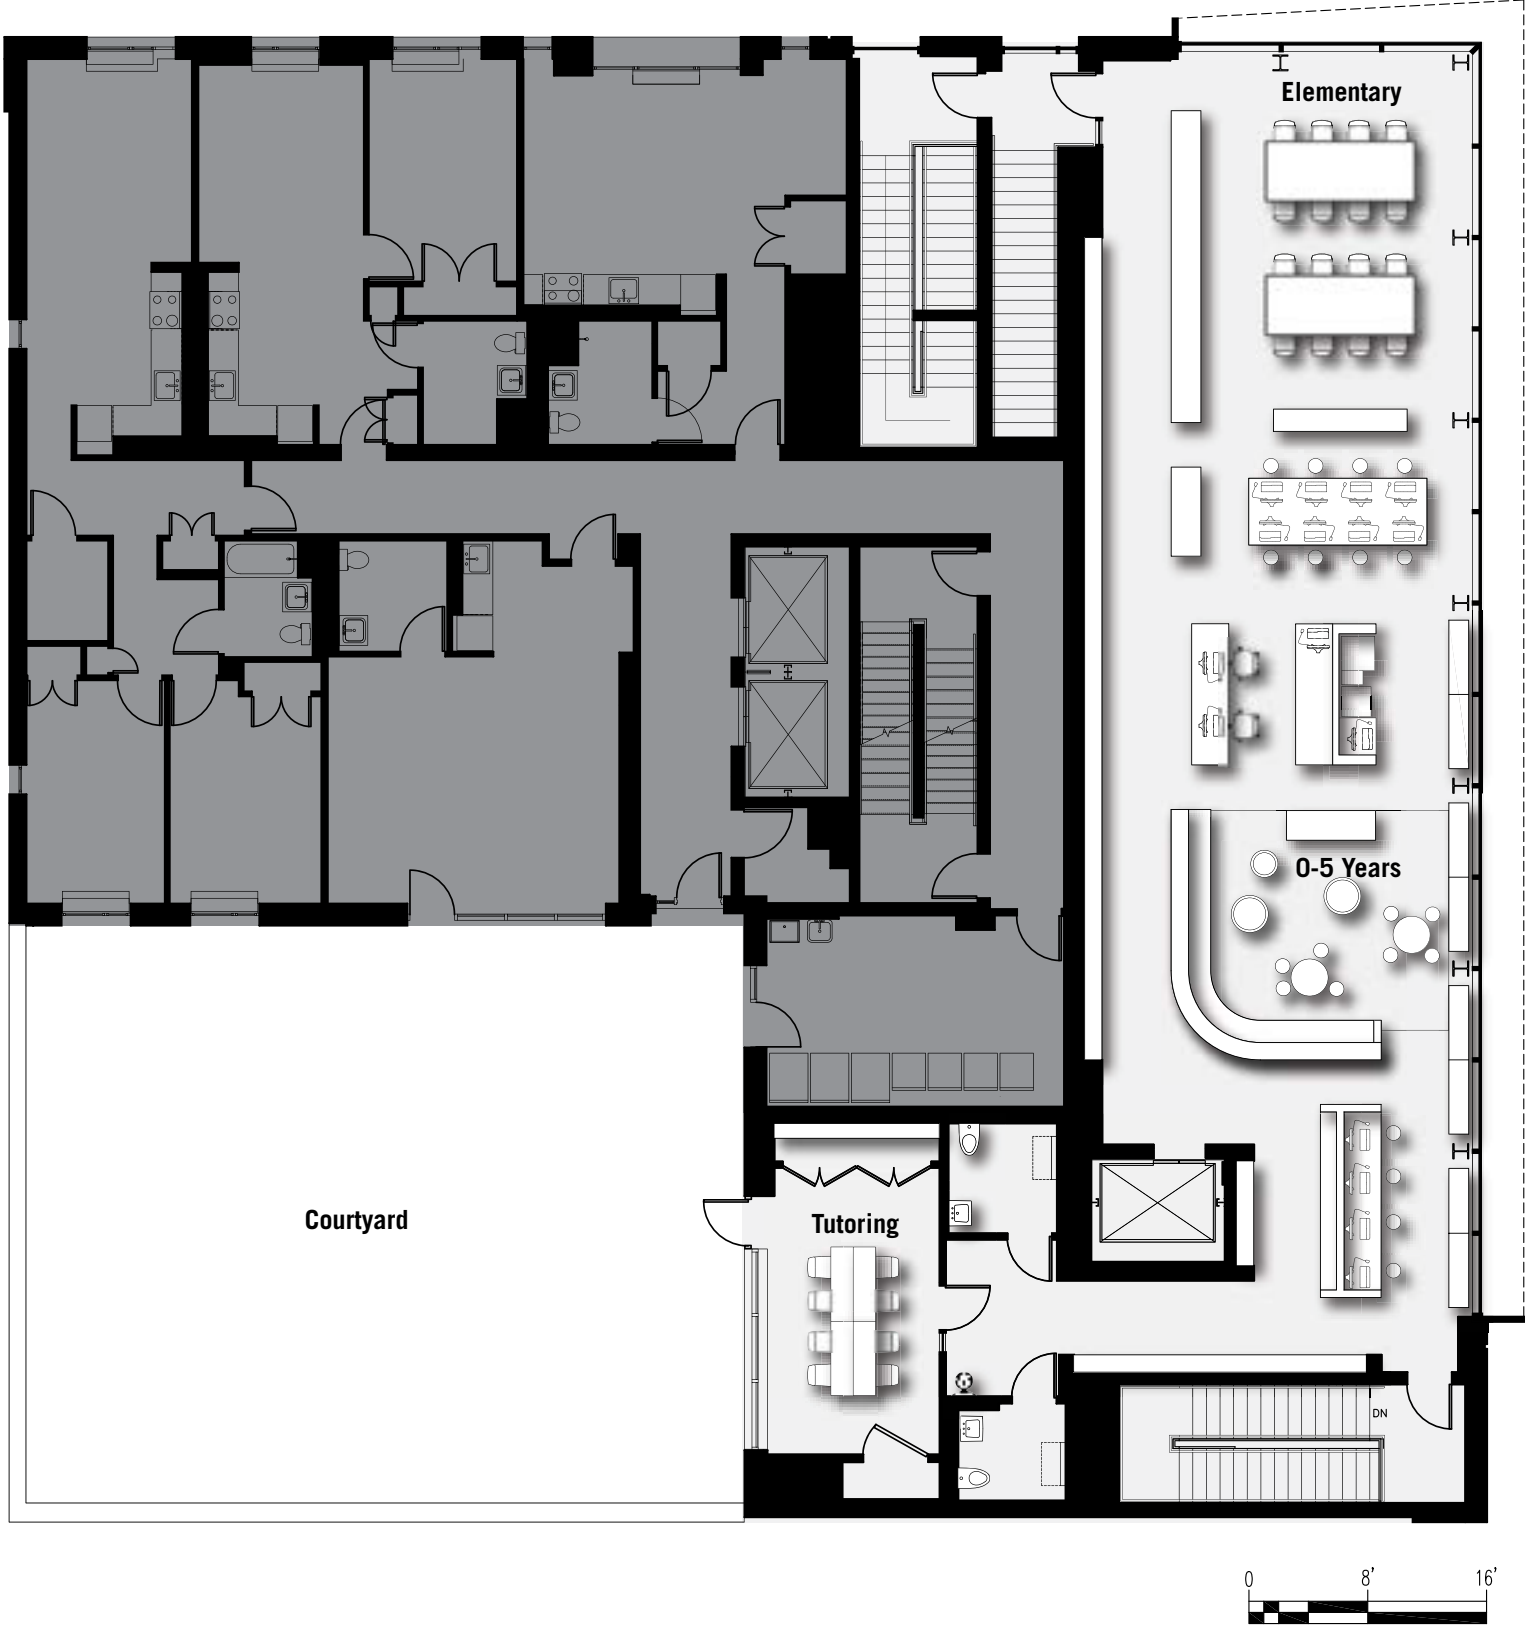 Elementary
0-5 Years
Courtyard
Tutoring
DN
0 8' 16'